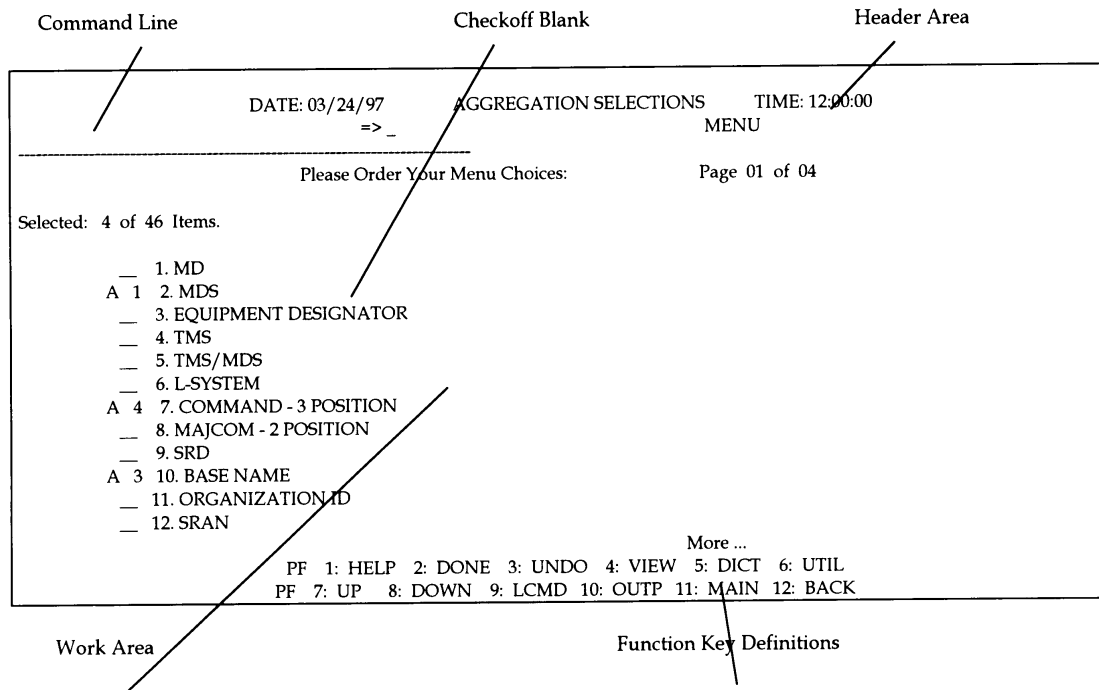 Command Line Checkoff Blank Header Area
DATE: 03/24/97 AGGREGATION SELECTIONS TIME: 12:00:00
=> _ MENU
Please Order Your Menu Choices: Page 01 of 04
Selected: 4 of 46 Items.
__ 1. MD
A 1 2. MDS
__ 3. EQUIPMENT DESIGNATOR
__ 4. TMS
__ 5. TMS/MDS
__ 6. L-SYSTEM
A 4 7. COMMAND - 3 POSITION
__ 8. MAJCOM - 2 POSITION
__ 9. SRD
A 3 10. BASE NAME
__ 11. ORGANIZATION ID
__ 12. SRAN
More ...
PF 1: HELP 2: DONE 3: UNDO 4: VIEW 5: DICT 6: UTIL
PF 7: UP 8: DOWN 9: LCMD 10: OUTP 11: MAIN 12: BACK
Work Area Function Key Definitions